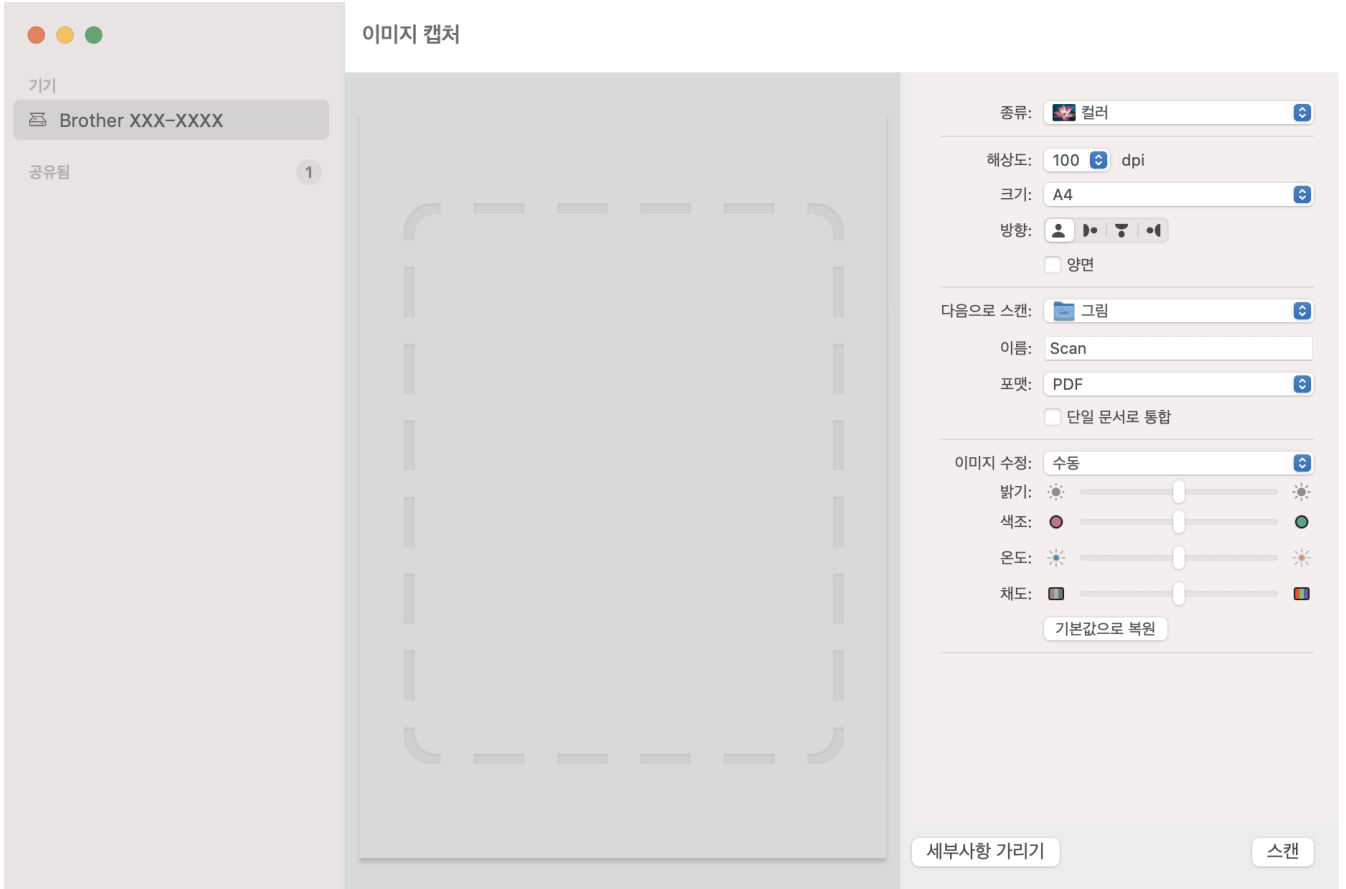 이미지 캡처
기기
Brother XXX-XXXX
공유됨 1
종류: 컬러
해상도: 100 dpi
크기: A4
방향:
양면
다음으로 스캔: 그림
이름: Scan
포맷: PDF
단일 문서로 통합
이미지 수정: 수동
밝기:
색조:
온도:
채도:
기본값으로 복원
세부사항 가리기 스캔